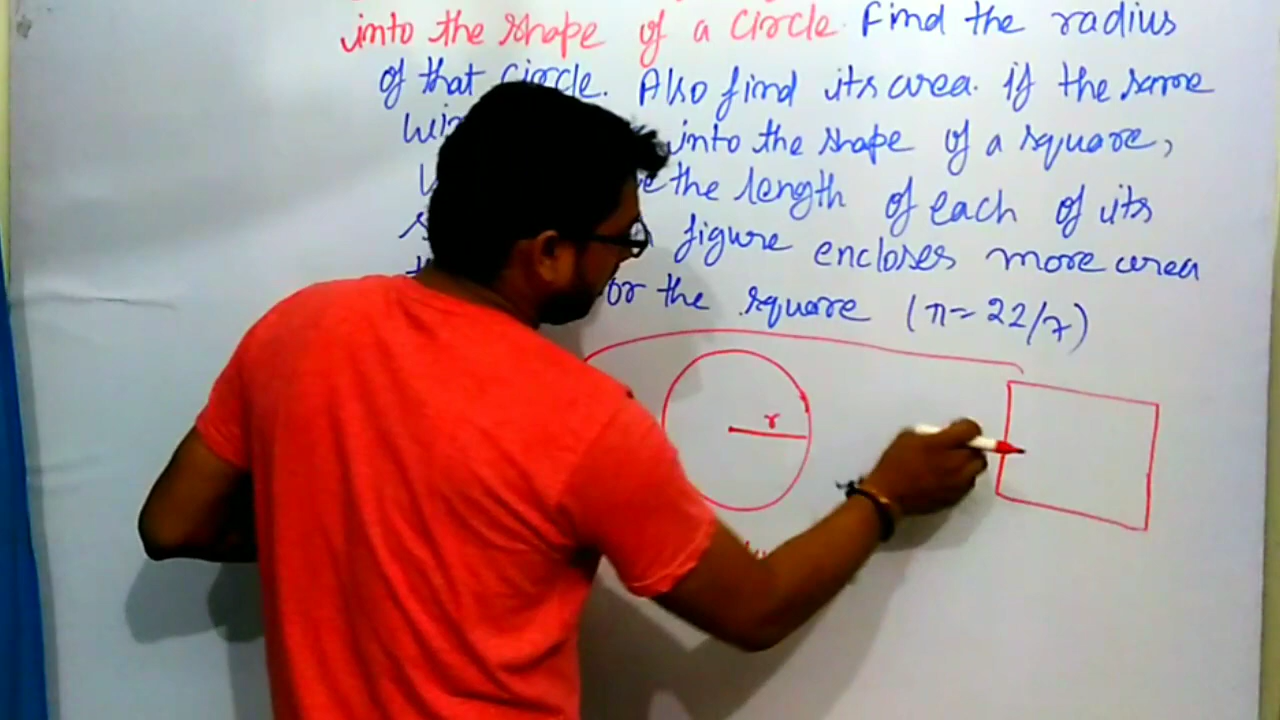 into the shape of a circle. Find the radius
of that circle. Also find its area. If the same
into the shape of a square,
the length of each of its
figure encloses more area
or the square (π = 22/7)
r